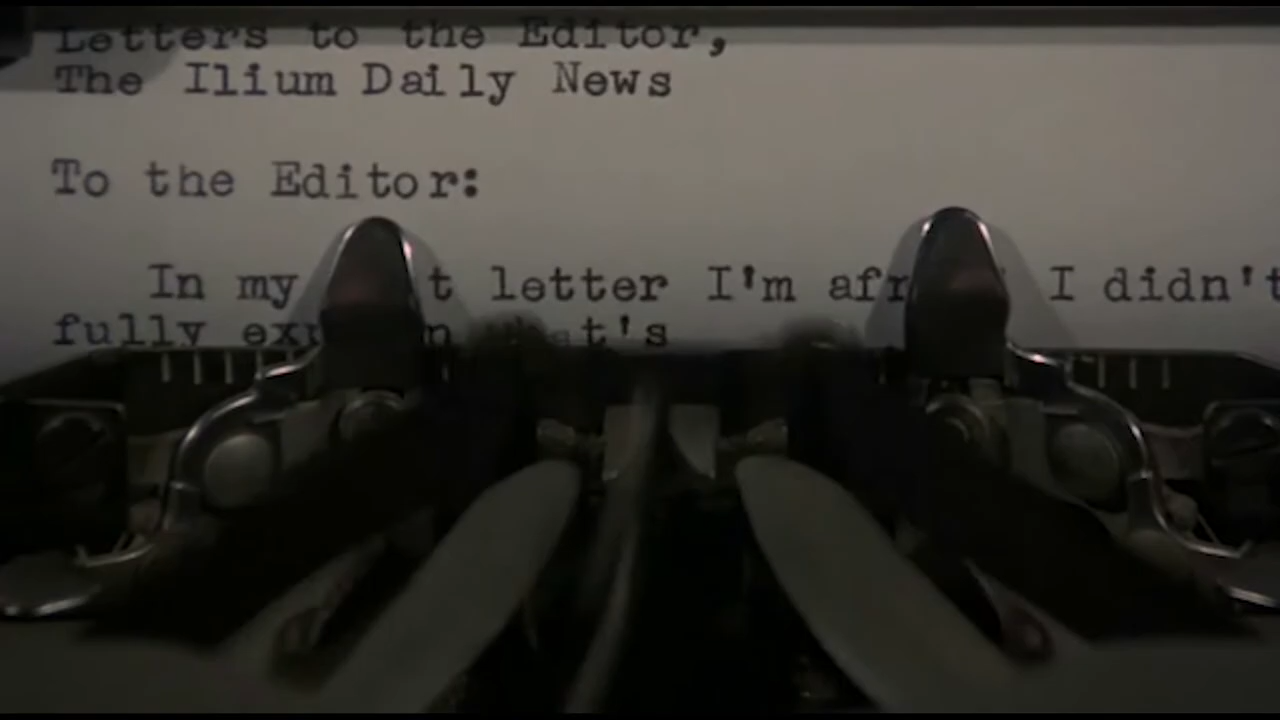 Letters to the Editor,
The Ilium Daily News
To the Editor:
In my letter I'm I didn't
fully